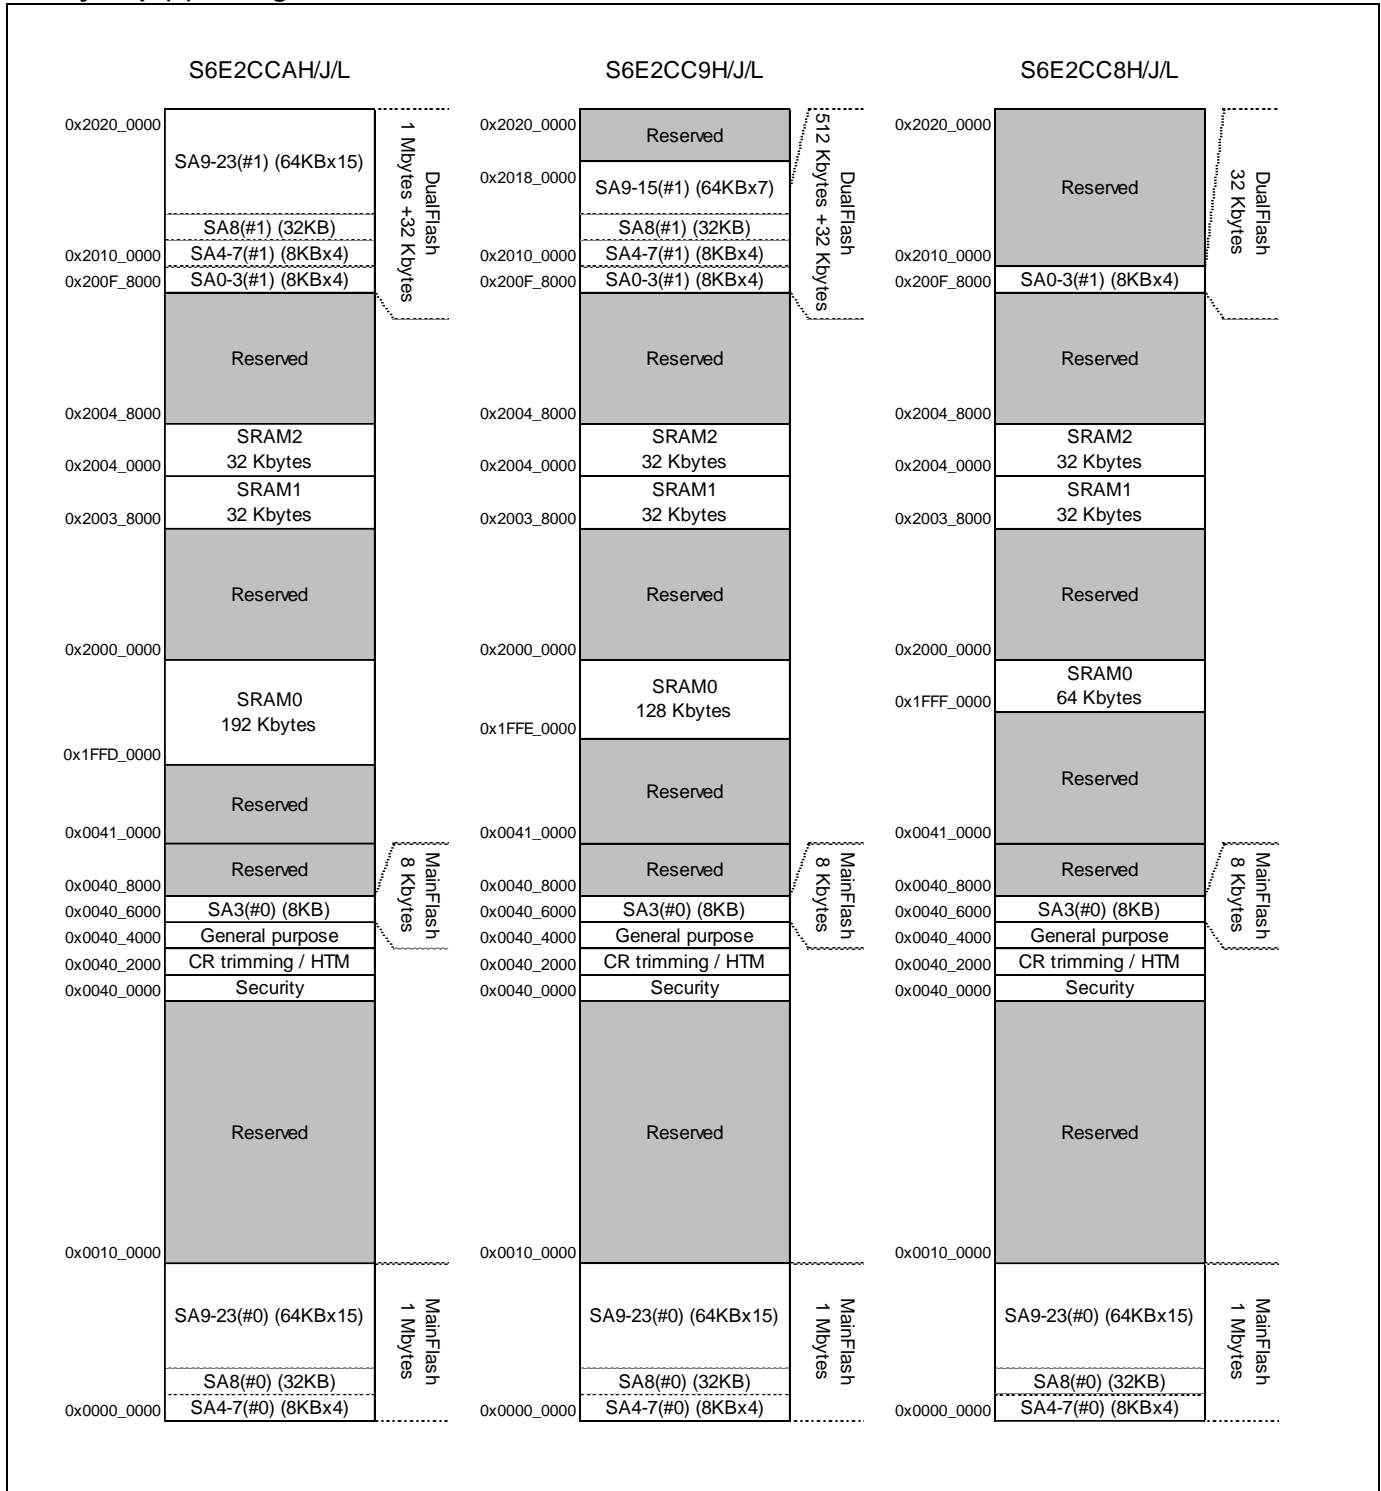 S6E2CCAH/J/L
0x2020_0000
SA9-23(#1) (64KBx15)
SA8(#1) (32KB)
0x2010_0000
SA4-7(#1) (8KBx4)
0x200F_8000
SA0-3(#1) (8KBx4)
DualFlash
1 Mbytes +32 Kbytes
Reserved
0x2004_8000
SRAM2
32 Kbytes
0x2004_0000
SRAM1
32 Kbytes
0x2003_8000
Reserved
0x2000_0000
SRAM0
192 Kbytes
0x1FFD_0000
Reserved
0x0041_0000
Reserved
0x0040_8000
MainFlash
8 Kbytes
SA3(#0) (8KB)
0x0040_6000
General purpose
0x0040_4000
CR trimming / HTM
0x0040_2000
Security
0x0040_0000
Reserved
0x0010_0000
SA9-23(#0) (64KBx15)
MainFlash
1 Mbytes
SA8(#0) (32KB)
SA4-7(#0) (8KBx4)
0x0000_0000
S6E2CC9H/J/L
0x2020_0000
Reserved
0x2018_0000
SA9-15(#1) (64KBx7)
SA8(#1) (32KB)
0x2010_0000
SA4-7(#1) (8KBx4)
0x200F_8000
SA0-3(#1) (8KBx4)
DualFlash
512 Kbytes +32 Kbytes
Reserved
0x2004_8000
SRAM2
32 Kbytes
0x2004_0000
SRAM1
32 Kbytes
0x2003_8000
Reserved
0x2000_0000
SRAM0
128 Kbytes
0x1FFE_0000
Reserved
0x0041_0000
Reserved
0x0040_8000
MainFlash
8 Kbytes
SA3(#0) (8KB)
0x0040_6000
General purpose
0x0040_4000
CR trimming / HTM
0x0040_2000
Security
0x0040_0000
Reserved
0x0010_0000
SA9-23(#0) (64KBx15)
MainFlash
1 Mbytes
SA8(#0) (32KB)
SA4-7(#0) (8KBx4)
0x0000_0000
S6E2CC8H/J/L
0x2020_0000
Reserved
0x2010_0000
0x200F_8000
SA0-3(#1) (8KBx4)
DualFlash
32 Kbytes
Reserved
0x2004_8000
SRAM2
32 Kbytes
0x2004_0000
SRAM1
32 Kbytes
0x2003_8000
Reserved
0x2000_0000
SRAM0
64 Kbytes
0x1FFF_0000
Reserved
0x0041_0000
Reserved
0x0040_8000
MainFlash
8 Kbytes
SA3(#0) (8KB)
0x0040_6000
General purpose
0x0040_4000
CR trimming / HTM
0x0040_2000
Security
0x0040_0000
Reserved
0x0010_0000
SA9-23(#0) (64KBx15)
MainFlash
1 Mbytes
SA8(#0) (32KB)
SA4-7(#0) (8KBx4)
0x0000_0000